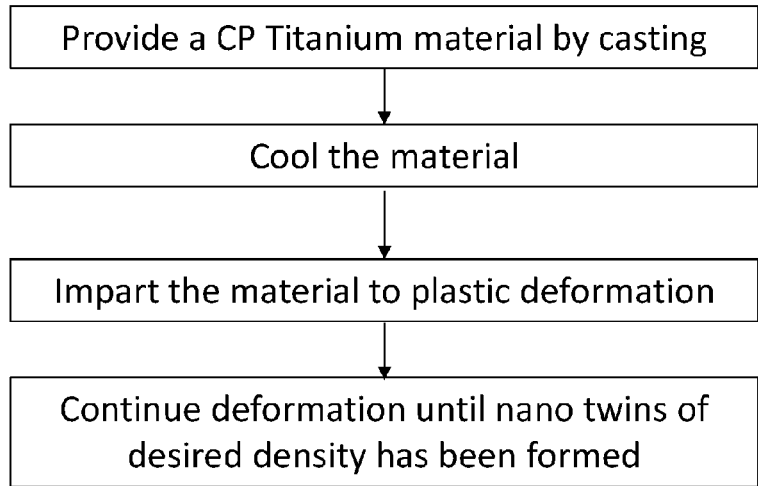 Provide a CP Titanium material by casting
Cool the material
Impart the material to plastic deformation
Continue deformation until nano twins of
desired density has been formed